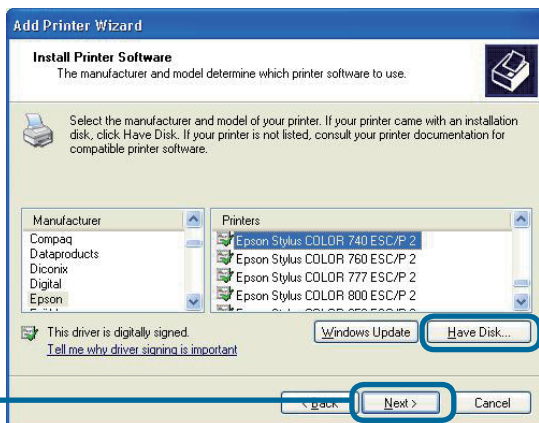 Add Printer Wizard
Install Printer Software
The manufacturer and model determine which printer software to use.
Select the manufacturer and model of your printer. If your printer came with an installation
disk, click Have Disk. If your printer is not listed, consult your printer documentation for
compatible printer software.
Manufacturer
Compaq
Dataproducts
Diconix
Digital
Epson
Printers
Epson Stylus COLOR 740 ESC/P 2
Epson Stylus COLOR 760 ESC/P 2
Epson Stylus COLOR 777 ESC/P 2
Epson Stylus COLOR 800 ESC/P 2
This driver is digitally signed.
Tell me why driver signing is important
Windows Update
Have Disk...
< Back
Next >
Cancel